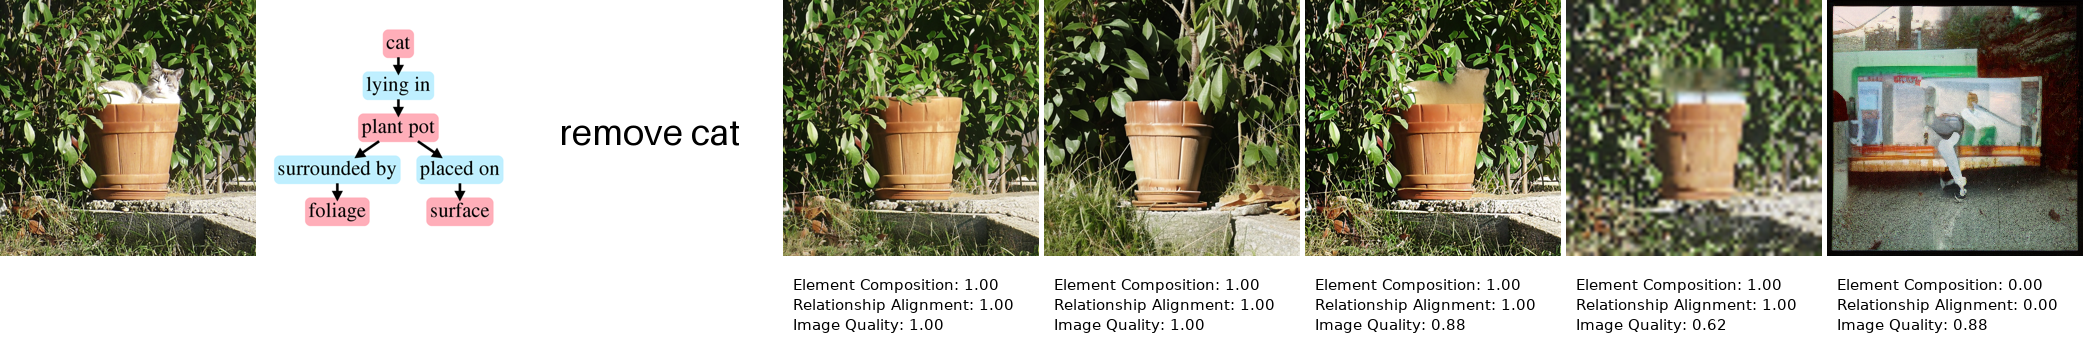 cat
lying in
plant pot
surrounded by placed on
foliage surface
remove cat
Element Composition: 1.00
Relationship Alignment: 1.00
Image Quality: 1.00
Element Composition: 1.00
Relationship Alignment: 1.00
Image Quality: 1.00
Element Composition: 1.00
Relationship Alignment: 1.00
Image Quality: 0.88
Element Composition: 1.00
Relationship Alignment: 1.00
Image Quality: 0.62
Element Composition: 0.00
Relationship Alignment: 0.00
Image Quality: 0.88